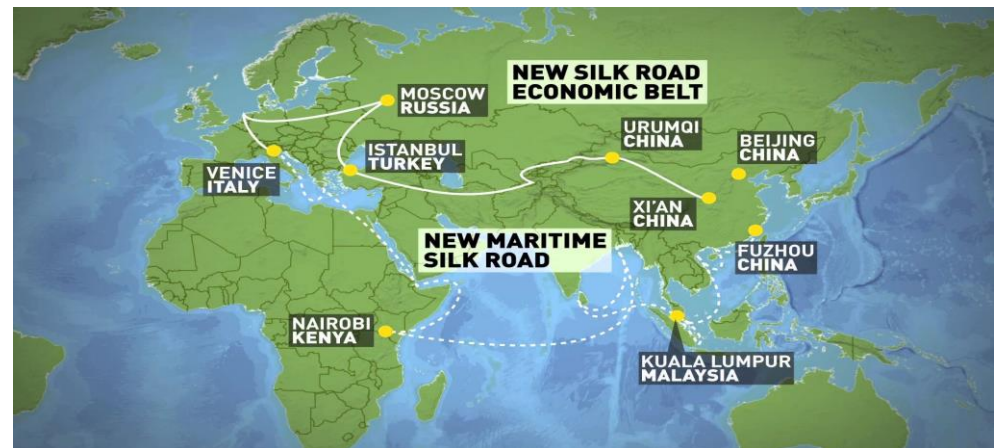 NEW SILK ROAD
ECONOMIC BELT
MOSCOW
RUSSIA
URUMQI
CHINA
BEIJING
CHINA
ISTANBUL
TURKEY
VENICE
ITALY
XI'AN
CHINA
NEW MARITIME
SILK ROAD
FUZHOU
CHINA
NAIROBI
KENYA
KUALA LUMPUR
MALAYSIA